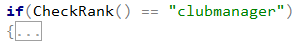 if(CheckRank() == "clubmanager")
{...